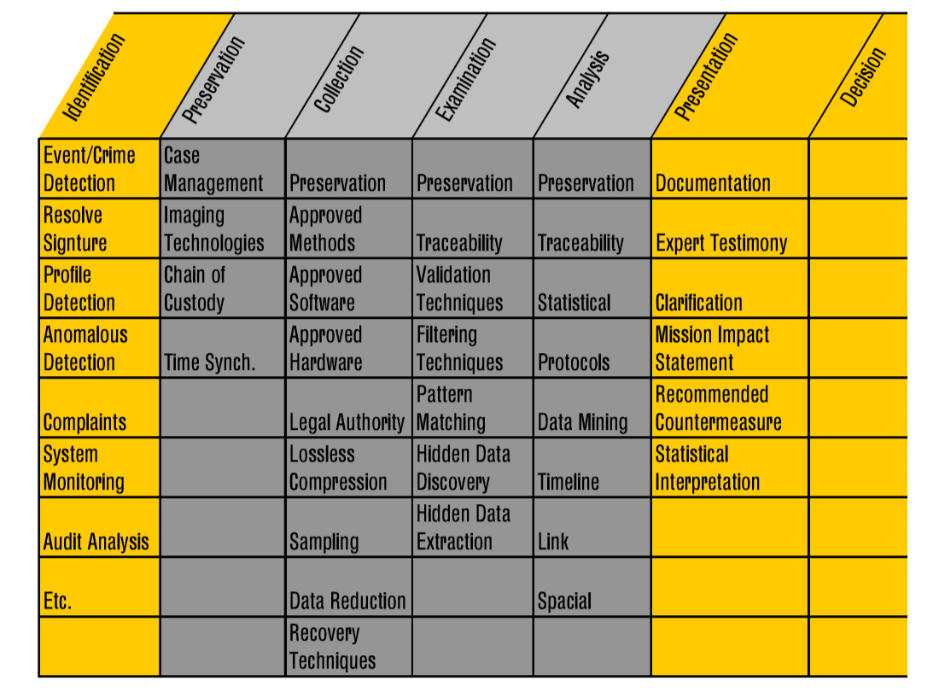 Identification
Preservation
Collection
Examination
Analysis
Presentation
Decision
Event/Crime
Detection
Case
Management
Preservation
Preservation
Preservation
Documentation
Resolve
Signture
Imaging
Technologies
Approved
Methods
Traceability
Traceability
Expert Testimony
Profile
Detection
Chain of
Custody
Approved
Software
Validation
Techniques
Statistical
Clarification
Anomalous
Detection
Time Synch.
Approved
Hardware
Filtering
Techniques
Protocols
Mission Impact
Statement
Complaints
Legal Authority
Pattern
Matching
Data Mining
Recommended
Countermeasure
System
Monitoring
Lossless
Compression
Hidden Data
Discovery
Timeline
Statistical
Interpretation
Audit Analysis
Sampling
Hidden Data
Extraction
Link
Etc.
Data Reduction
Spacial
Recovery
Techniques